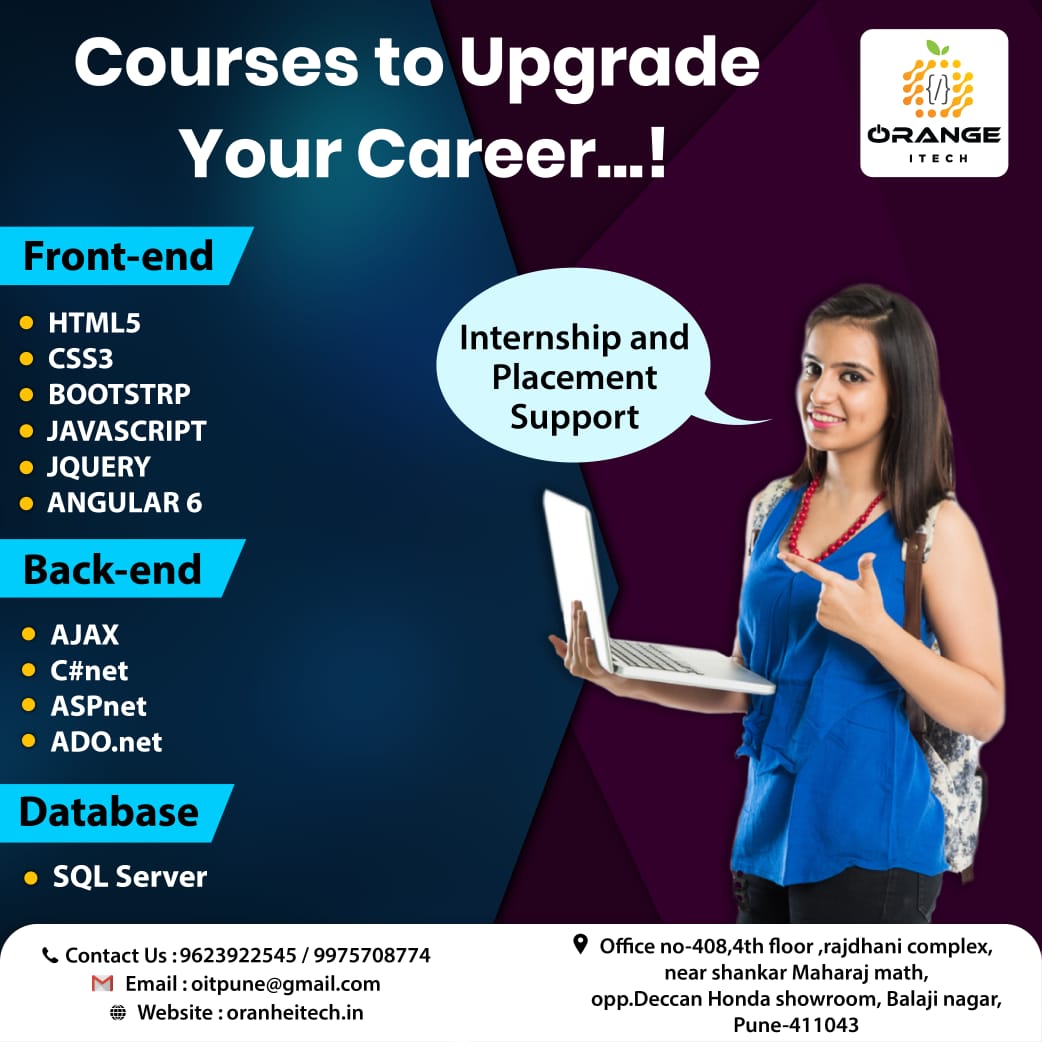 Courses to Upgrade
Your Career...!
ORANGE
ITECH
Front-end
HTML5
CSS3
BOOTSTRP
JAVASCRIPT
JQUERY
ANGULAR 6
Internship and
Placement
Support
Back-end
AJAX
C#net
ASPnet
ADO.net
Database
SQL Server
Contact Us : 9623922545 / 9975708774
Email : oitpune@gmail.com
Website : oranheitech.in
Office no-408,4th floor ,rajdhani complex,
near shankar Maharaj math,
opp.Deccan Honda showroom, Balaji nagar,
Pune-411043